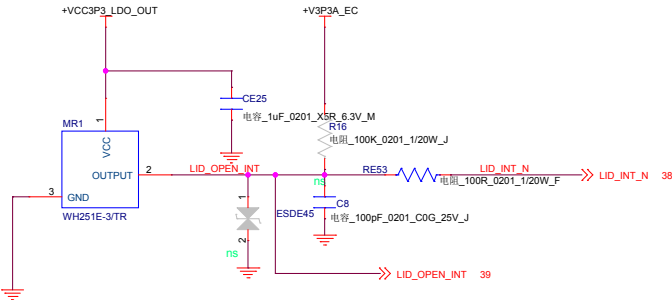 +VCC3P3_LDO_OUT
+V3P3A_EC
CE25
电容_1uF_0201_X5R_6.3V_M
R16
电阻_100K_0201_1/20W_J
MR1
1
VCC
OUTPUT
2
LID_OPEN_INT
RE53
LID_INT_N
电阻_100R_0201_1/20W_F
LID_INT_N 38
3
GND
WH251E-3/TR
ns
1
2
ESDE45
C8
电容_100pF_0201_C0G_25V_J
ns
LID_OPEN_INT 39